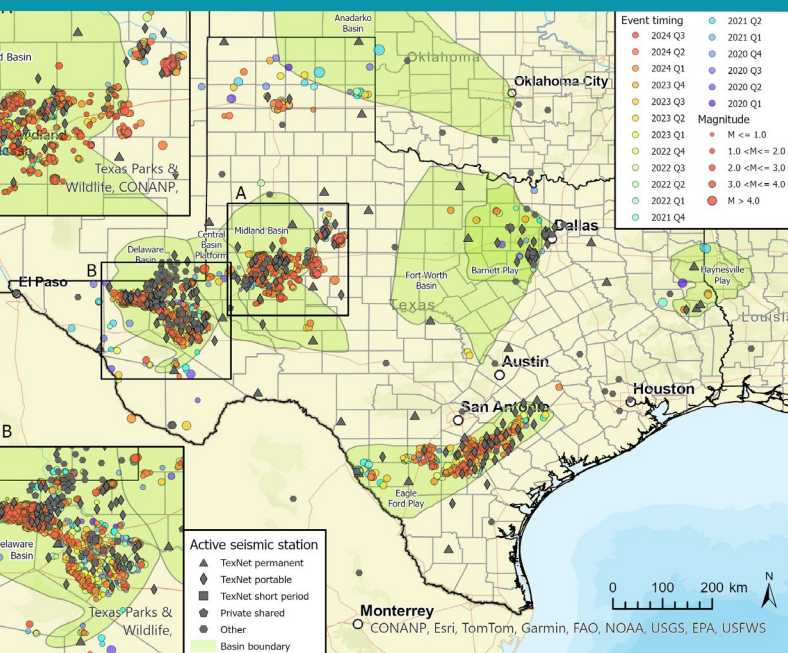 A
d Basin
Midland
Texas Parks &
Wildlife, CONANP,
Anadarko
Basin
Oklahoma
Oklahoma City
Event timing
2024 Q3
2024 Q2
2024 Q1
2023 Q4
2023 Q3
2023 Q2
2023 Q1
2022 Q4
2022 Q3
2022 Q2
2022 Q1
2021 Q4
2021 Q2
2021 Q1
2020 Q4
2020 Q3
2020 Q2
2020 Q1
Magnitude
M <= 1.0
1.0 <M<= 2.0
2.0 <M<= 3.0
3.0 <M<= 4.0
M > 4.0
A
Midland Basin
Central
Basin
Platform
Delaware
Basin
B
El Paso
Dallas
Barnett Play
Fort Worth
Basin
Texas
Haynesville
Play
Louisia
Austin
Houston
San Antonio
Eagle
Ford Play
B
elaware
Basin
Texas Parks &
Wildlife,
Active seismic station
TexNet permanent
TexNet portable
TexNet short period
Private shared
Other
Basin boundary
Monterrey
0 100 200 km
N
CONANP, Esri, TomTom, Garmin, FAO, NOAA, USGS, EPA, USFWS